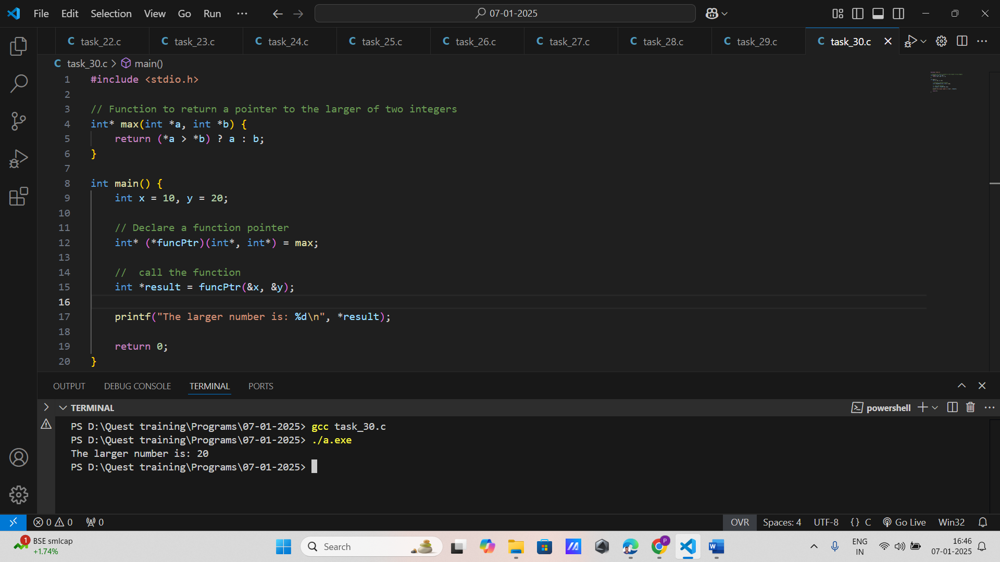 File Edit Selection View Go Run ··· 07-01-2025
task_22.c task_23.c task_24.c task_25.c task_26.c task_27.c task_28.c task_29.c task_30.c
task_30.c > main()
1 #include <stdio.h>
2
3 // Function to return a pointer to the larger of two integers
4 int* max(int *a, int *b) {
5     return (*a > *b) ? a : b;
6 }
7
8 int main() {
9     int x = 10, y = 20;
10
11     // Declare a function pointer
12     int* (*funcPtr)(int*, int*) = max;
13
14     //  call the function
15     int *result = funcPtr(&x, &y);
16
17     printf("The larger number is: %d\n", *result);
18
19     return 0;
20 }
OUTPUT DEBUG CONSOLE TERMINAL PORTS
TERMINAL powershell
PS D:\Quest training\Programs\07-01-2025> gcc task_30.c
PS D:\Quest training\Programs\07-01-2025> ./a.exe
The larger number is: 20
PS D:\Quest training\Programs\07-01-2025>
0 0 0 OVR Spaces: 4 UTF-8 {} C Go Live Win32
1 BSE smlcap
+1.74%
Search
ENG
IN
16:46
07-01-2025